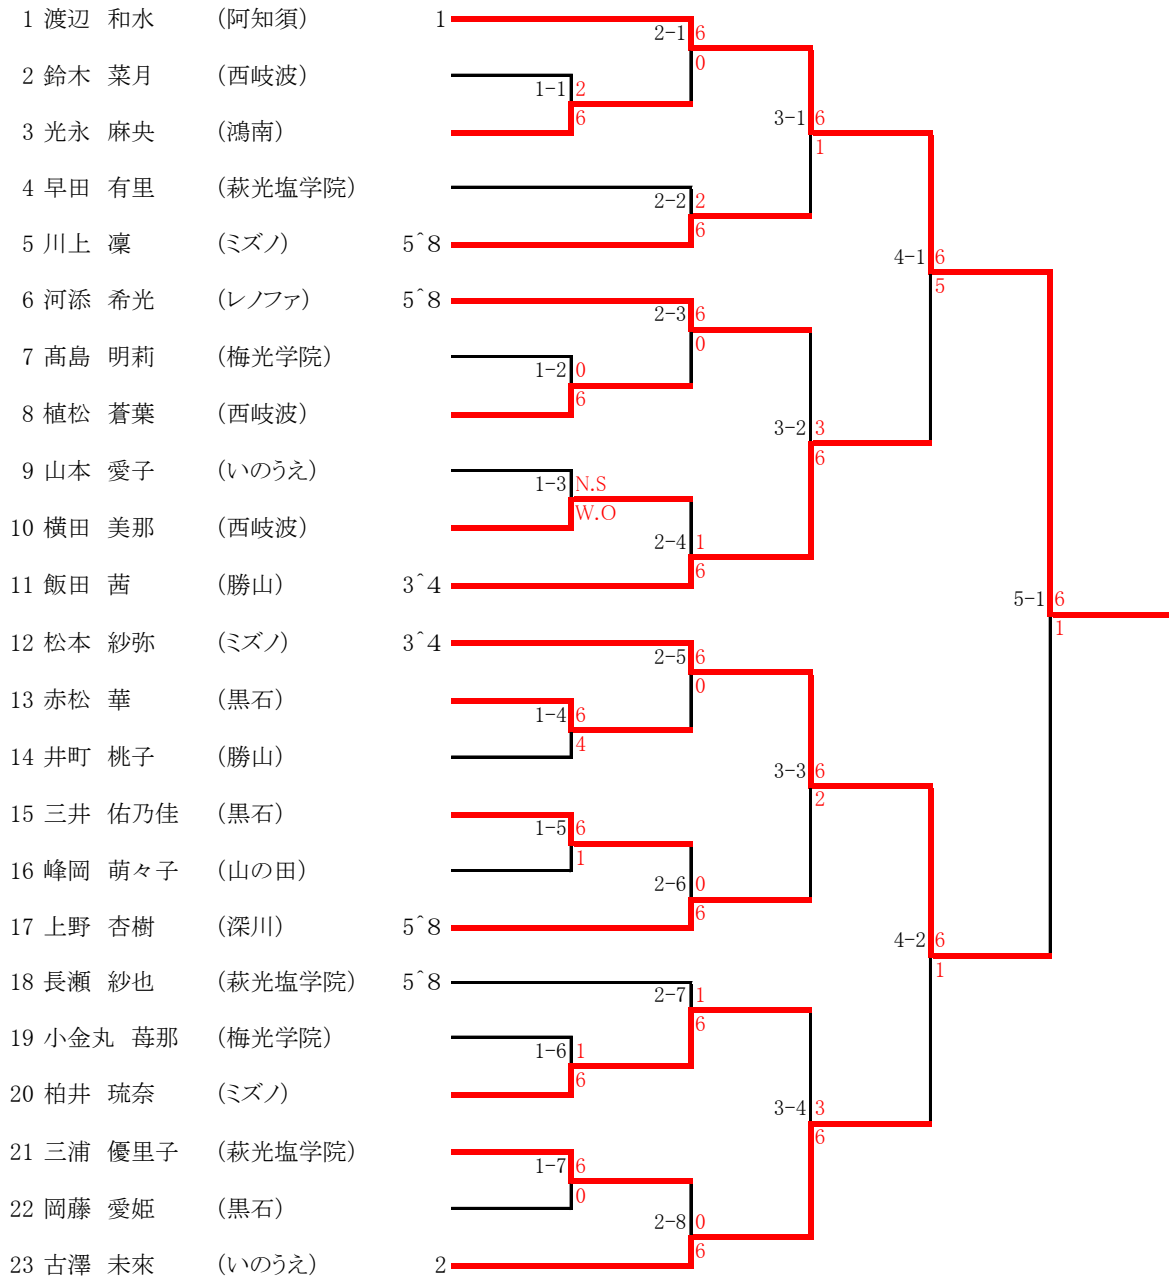 1 渡辺 和水 (阿知須) 1
2-1 6
0
2 鈴木 菜月 (西岐波)
1-1 2
6
3 光永 麻央 (鴻南)
3-1 6
1
4 早田 有里 (萩光塩学院)
2-2 2
6
5 川上 凜 (ミズノ) 5^8
4-1 6
5
6 河添 希光 (レノファ) 5^8
2-3 6
0
7 髙島 明莉 (梅光学院)
1-2 0
6
8 植松 蒼葉 (西岐波)
3-2 3
6
9 山本 愛子 (いのうえ)
1-3 N.S
W.O
10 横田 美那 (西岐波)
2-4 1
6
11 飯田 茜 (勝山) 3^4
5-1 6
1
12 松本 紗弥 (ミズノ) 3^4
2-5 6
0
13 赤松 華 (黒石)
1-4 6
4
14 井町 桃子 (勝山)
3-3 6
2
15 三井 佑乃佳 (黒石)
1-5 6
1
16 峰岡 萌々子 (山の田)
2-6 0
6
17 上野 杏樹 (深川) 5^8
4-2 6
1
18 長瀬 紗也 (萩光塩学院) 5^8
2-7 1
6
19 小金丸 苺那 (梅光学院)
1-6 1
6
20 柏井 琉奈 (ミズノ)
3-4 3
6
21 三浦 優里子 (萩光塩学院)
1-7 6
0
22 岡藤 愛姫 (黒石)
2-8 0
6
23 古澤 未來 (いのうえ) 2